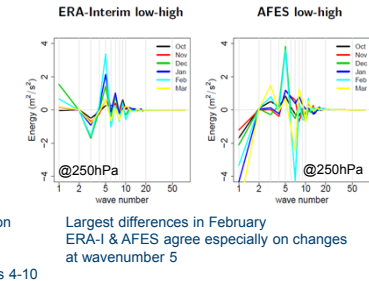 ERA-Interim low-high
AFES low-high
Energy (m²/s²)
4
2
0
−2
−4
1 2 5 10 20 50
wave number
@250hPa
Oct
Nov
Dec
Jan
Feb
Mar
Energy (m²/s²)
4
2
0
−2
−4
1 2 5 10 20 50
wave number
@250hPa
Oct
Nov
Dec
Jan
Feb
Mar
on
s 4-10
Largest differences in February
ERA-I & AFES agree especially on changes
at wavenumber 5